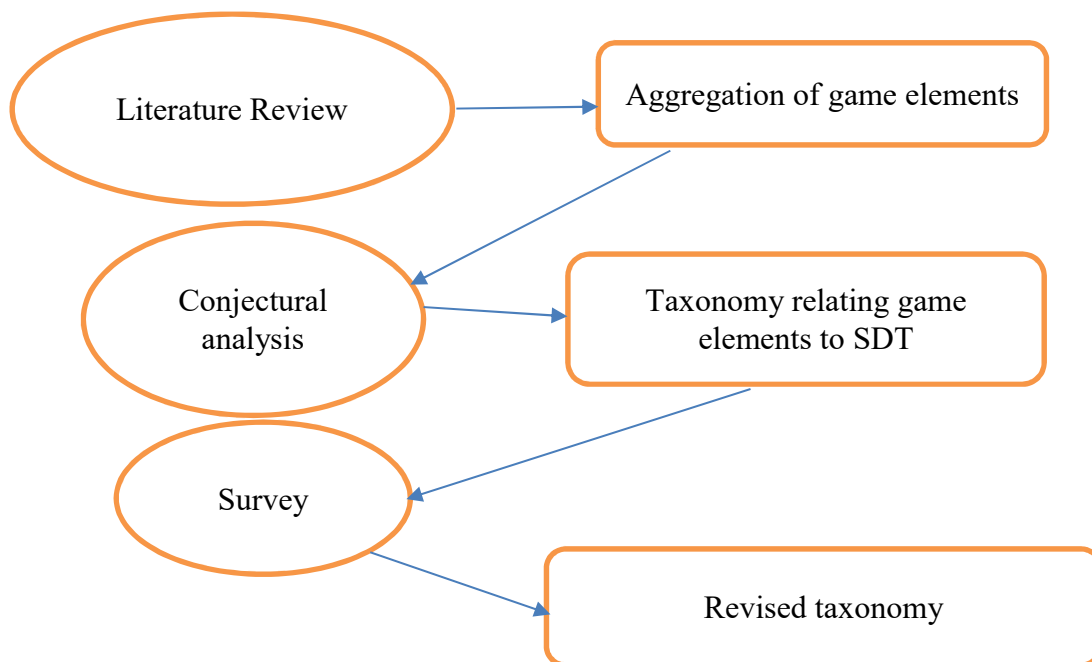 Literature Review
Aggregation of game elements
Conjectural
analysis
Taxonomy relating game
elements to SDT
Survey
Revised taxonomy